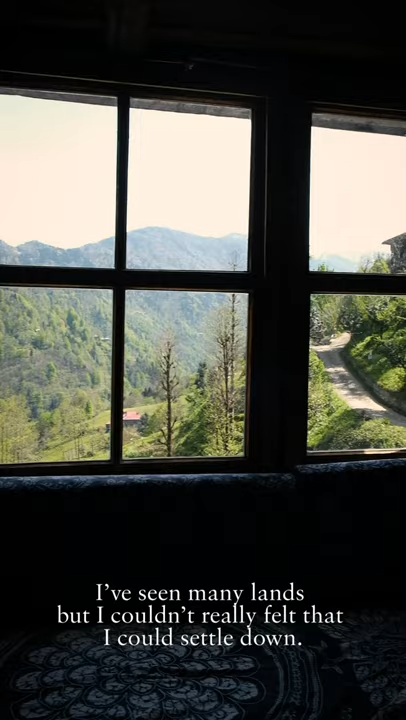 I’ve seen many lands
but I couldn’t really felt that
I could settle down.